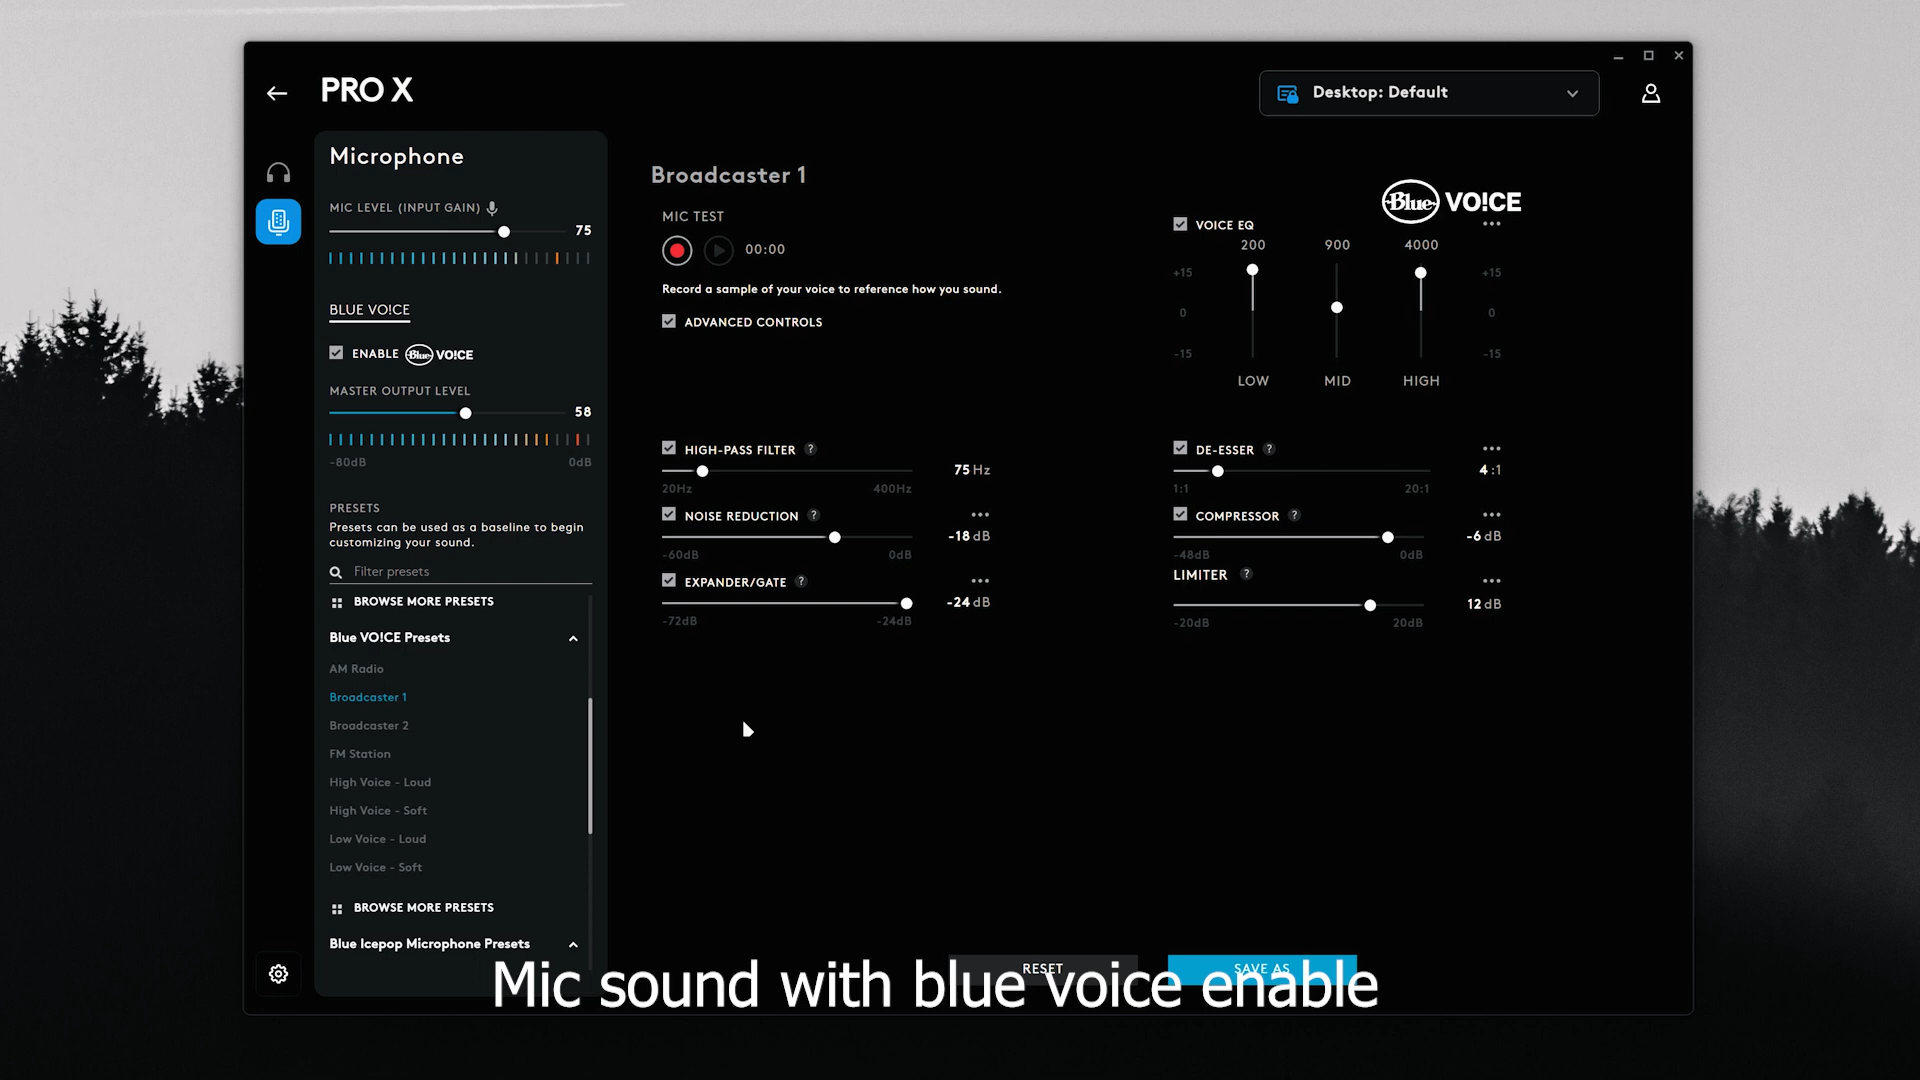 PRO X
Desktop: Default
Microphone
MIC LEVEL (INPUT GAIN)
75
BLUE VO!CE
ENABLE Blue VO!CE
MASTER OUTPUT LEVEL
58
-80dB 0dB
PRESETS
Presets can be used as a baseline to begin
customizing your sound.
Filter presets
BROWSE MORE PRESETS
Blue VO!CE Presets
AM Radio
Broadcaster 1
Broadcaster 2
FM Station
High Voice - Loud
High Voice - Soft
Low Voice - Loud
Low Voice - Soft
BROWSE MORE PRESETS
Blue Icepop Microphone Presets
Broadcaster 1
MIC TEST
00:00
Record a sample of your voice to reference how you sound.
ADVANCED CONTROLS
Blue VO!CE
VOICE EQ
200 900 4000
+15 +15
0 0
-15 -15
LOW MID HIGH
HIGH-PASS FILTER ?
75 Hz
20Hz 400Hz
NOISE REDUCTION ?
-18 dB
-60dB 0dB
EXPANDER/GATE ?
-24 dB
-72dB -24dB
DE-ESSER ?
4 :1
1:1 20:1
COMPRESSOR ?
-6 dB
-48dB 0dB
LIMITER ?
12 dB
-20dB 20dB
RESET
SAVE AS
Mic sound with blue voice enable